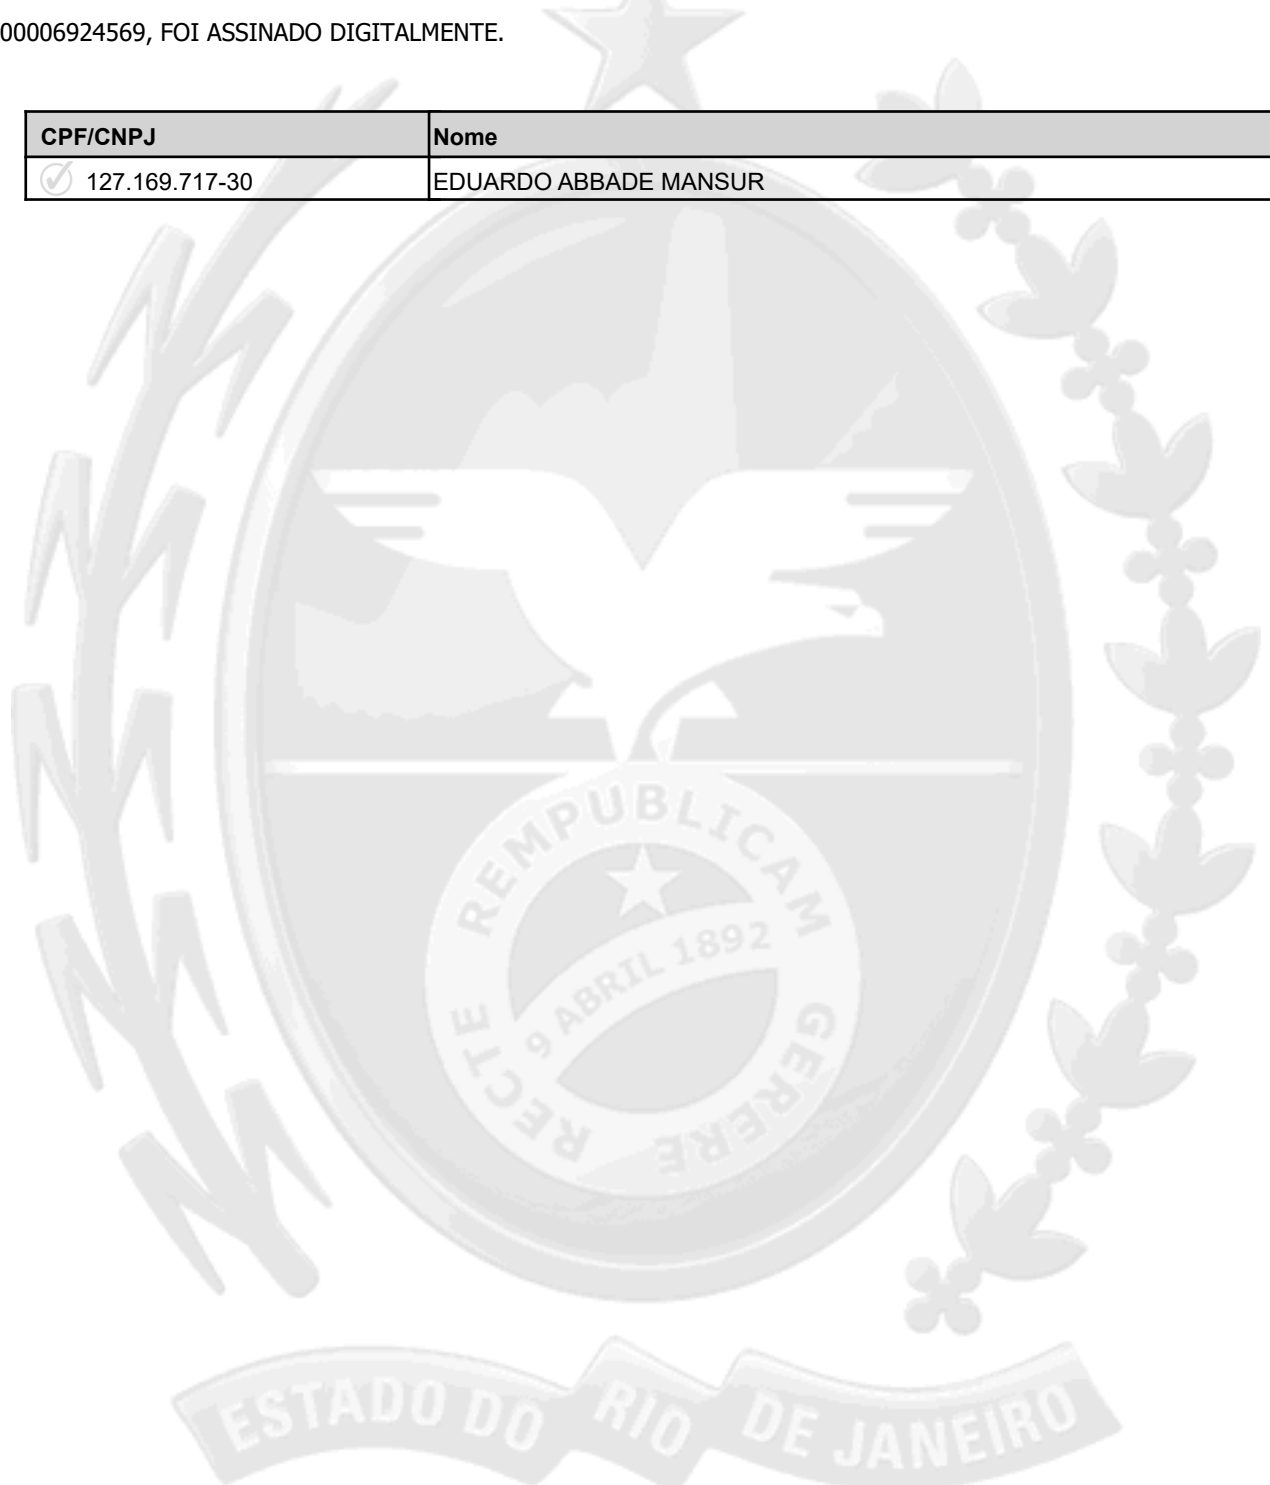 00006924569, FOI ASSINADO DIGITALMENTE.
CPF/CNPJ Nome
127.169.717-30 EDUARDO ABBADE MANSUR
REMPUBLICAM
9 ABRIL 1892
RECTE GERERE
ESTADO DO RIO DE JANEIRO